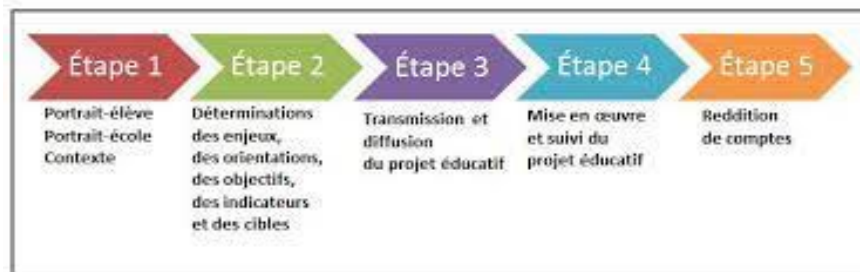 Étape 1
Portrait-élève
Portrait-école
Contexte
Étape 2
Déterminations
des enjeux,
des orientations,
des objectifs,
des indicateurs
et des cibles
Étape 3
Transmission et
diffusion
du projet éducatif
Étape 4
Mise en œuvre
et suivi du
projet éducatif
Étape 5
Reddition
de comptes